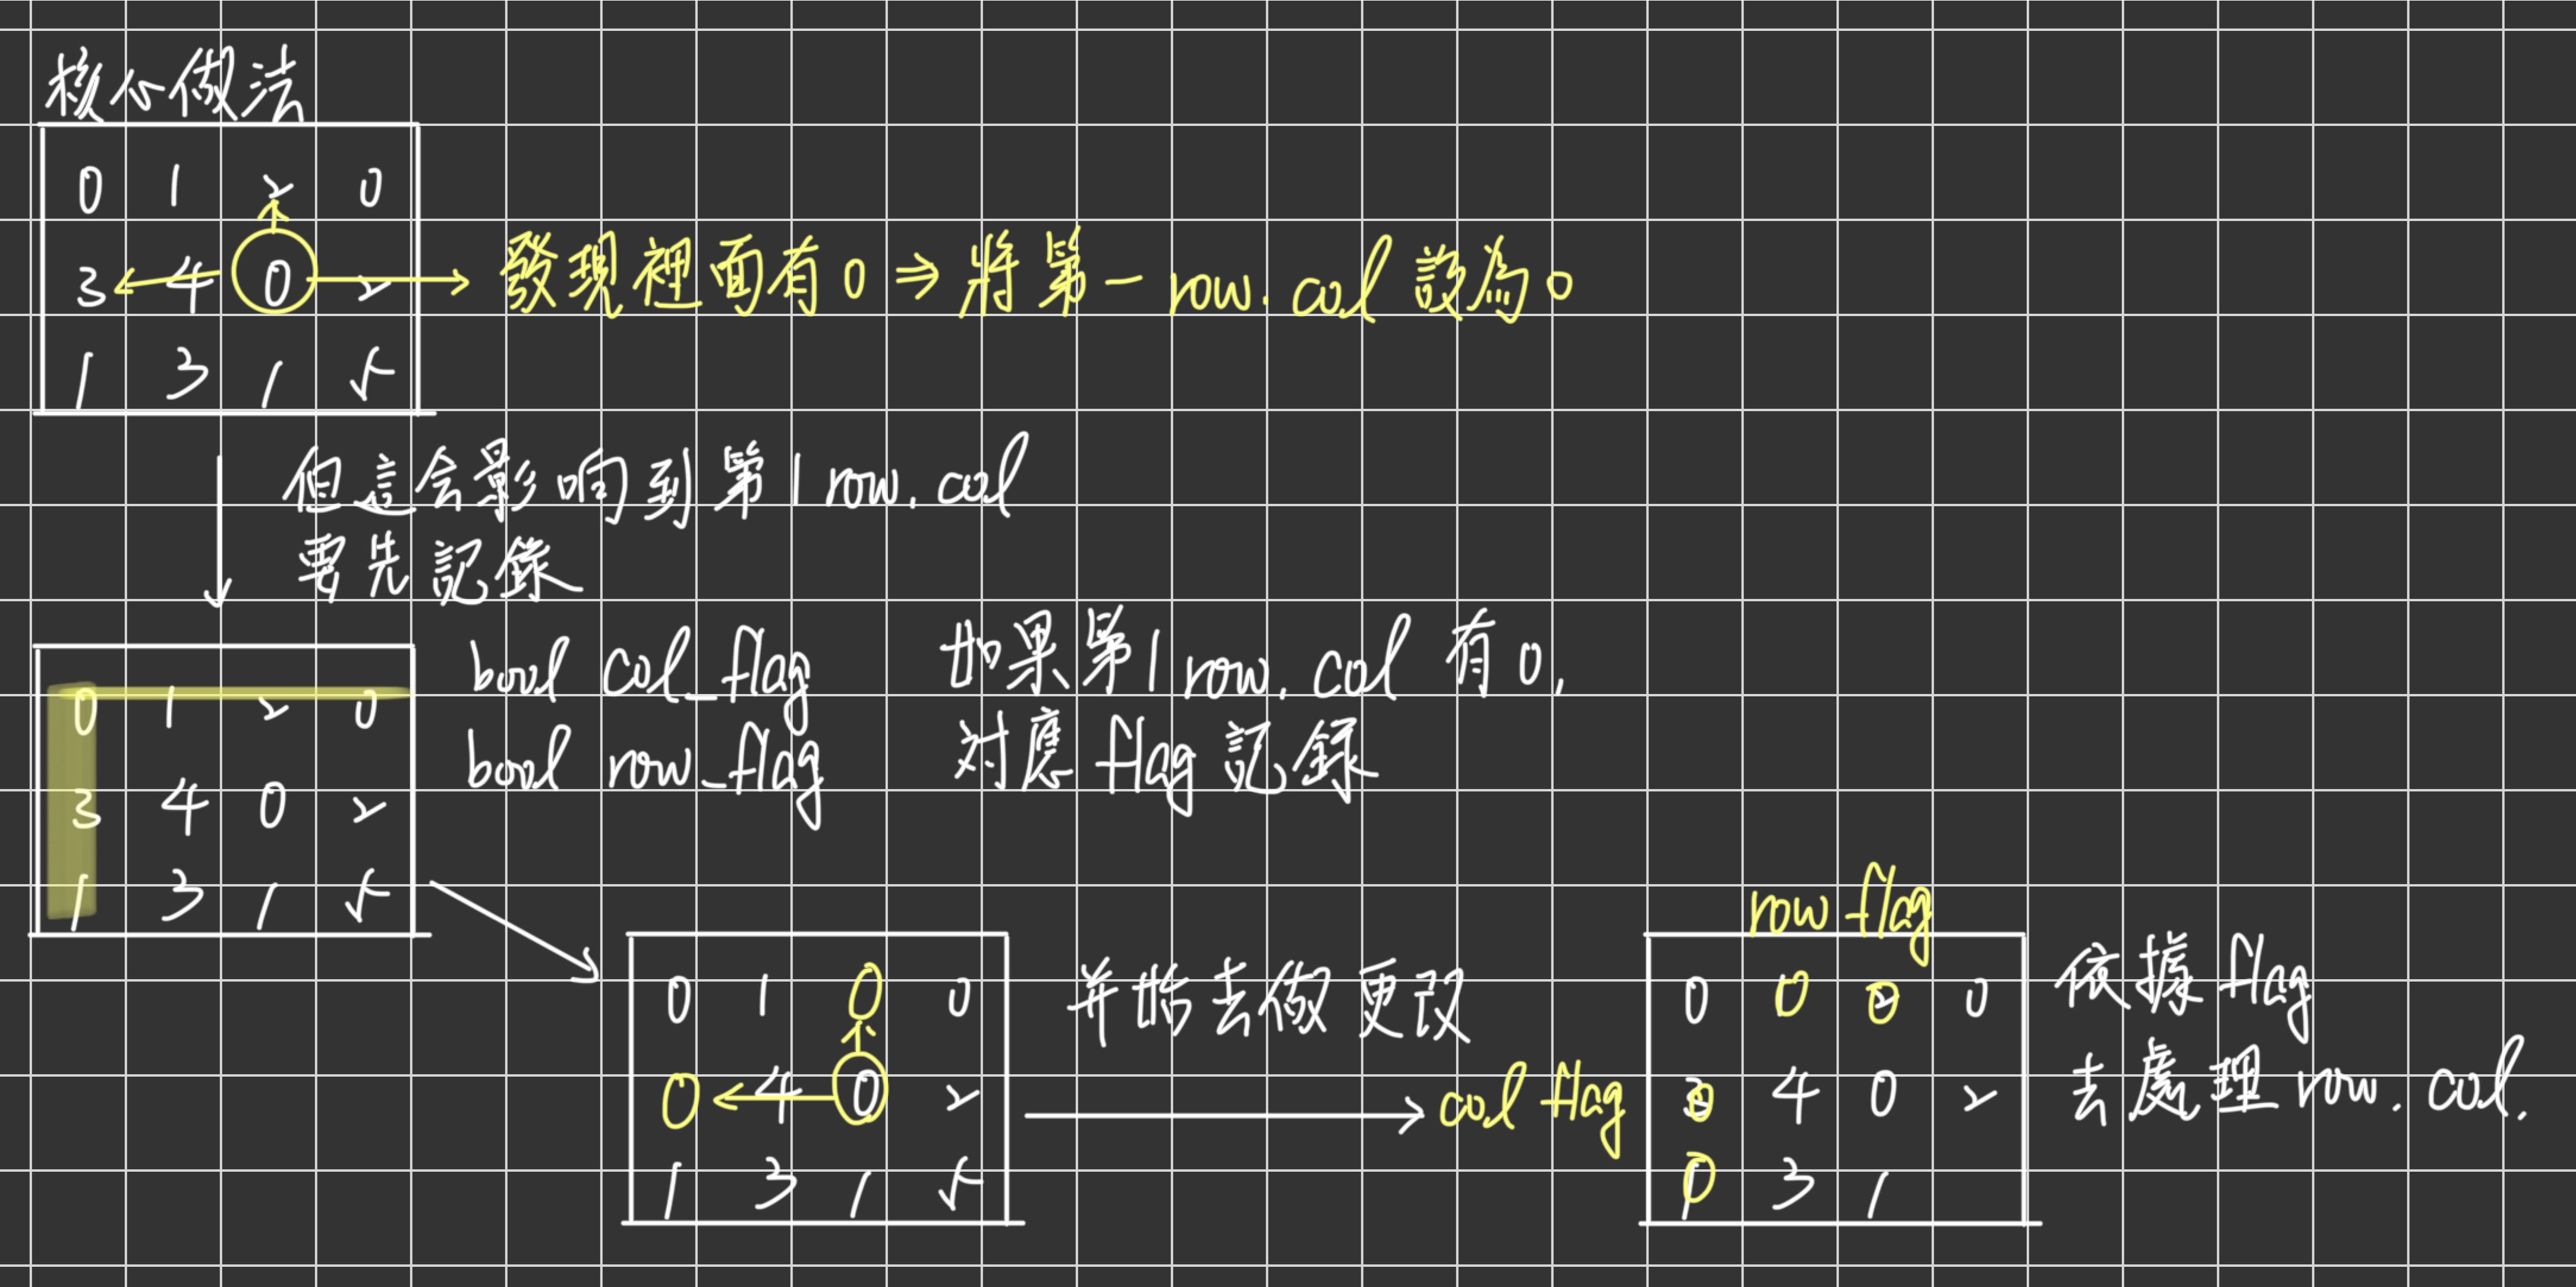 核心做法
0 1 2 0
3 4 0 2
1 3 1 5
發現裡面有0 ⇒ 將第一 row. col 設為0
但這会影响到第1 row. col
要先記錄
0 1 2 0
3 4 0 2
1 3 1 5
bool col_flag
bool row_flag
如果第1 row. col 有0,
対應 flag 記錄
0 1 0 0
0 4 0 2
1 3 1 5
并始去做更改
row flag
col flag
0 0 0 0
0 4 0 2
0 3 1
依據 flag
去處理 row. col.